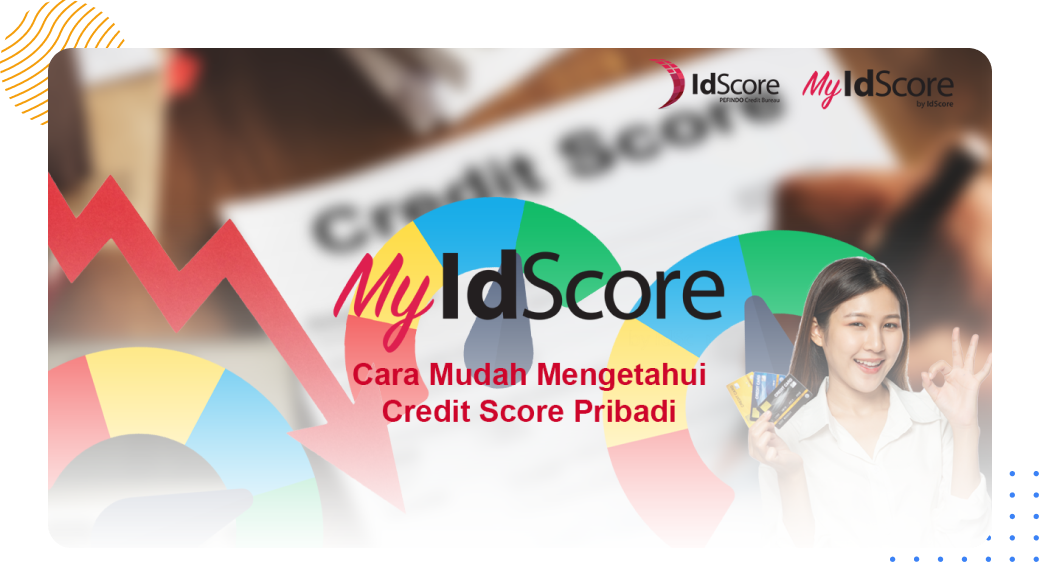 IdScore
PEFINDO Credit Bureau
MyIdScore
by IdScore
Credit Score
MyIdScore
Cara Mudah Mengetahui
Credit Score Pribadi